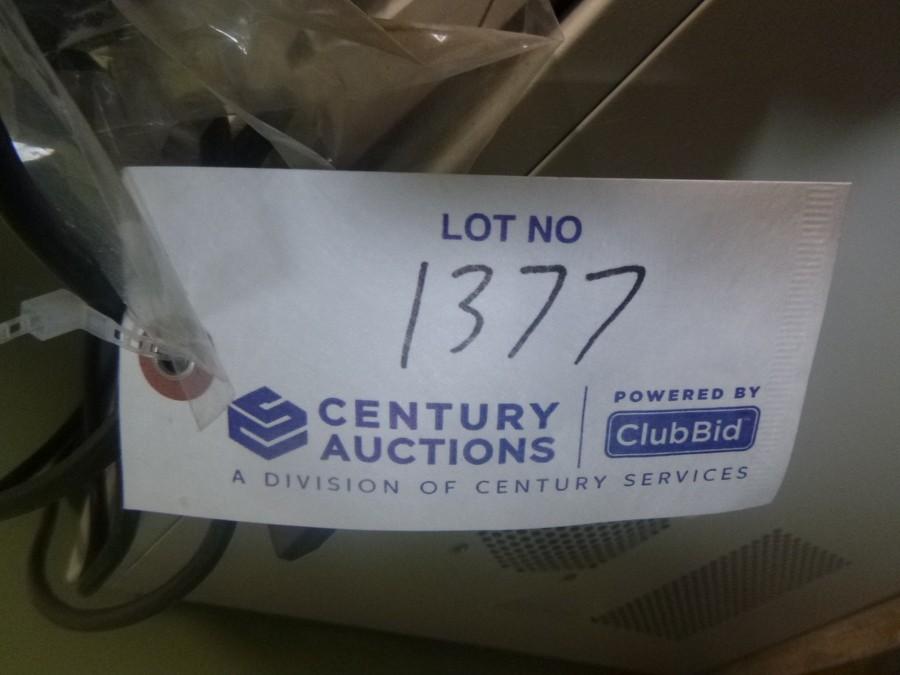 LOT NO
1377
CENTURY
AUCTIONS
A DIVISION OF CENTURY SERVICES
POWERED BY
ClubBid